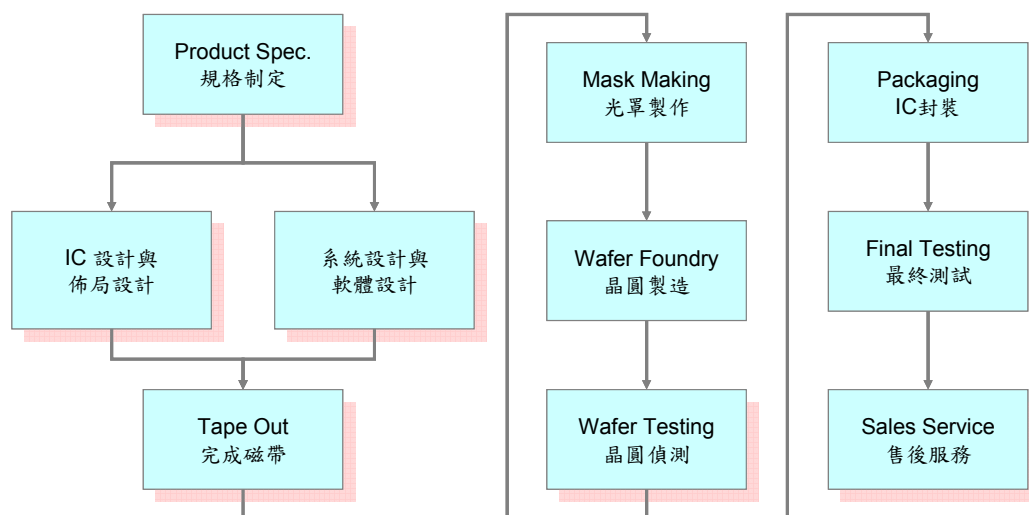 Product Spec.
規格制定
IC 設計與
佈局設計
系統設計與
軟體設計
Tape Out
完成磁帶
Mask Making
光罩製作
Wafer Foundry
晶圓製造
Wafer Testing
晶圓偵測
Packaging
IC封裝
Final Testing
最終測試
Sales Service
售後服務